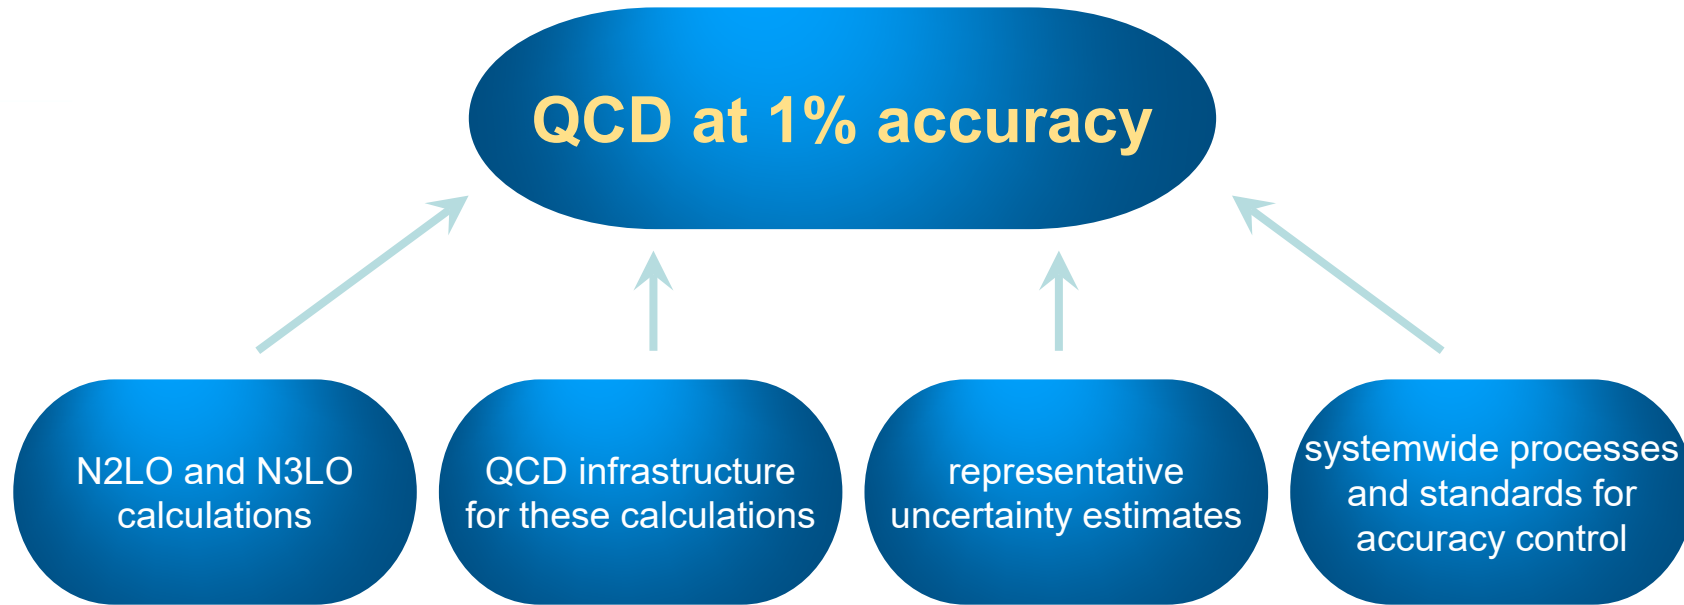 QCD at 1% accuracy
N2LO and N3LO
calculations
QCD infrastructure
for these calculations
representative
uncertainty estimates
systemwide processes
and standards for
accuracy control